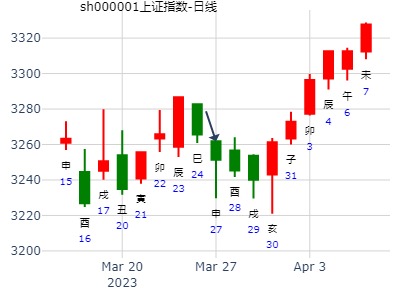 sh000001上证指数-日线
3320
3300
3280
3260
3240
3220
3200
申
15
酉
16
戌
17
丑
20
寅
21
卯
22
辰
23
巳
24
申
27
酉
28
戌
29
亥
30
子
31
卯
3
辰
4
午
6
未
7
Mar 20
2023
Mar 27
Apr 3